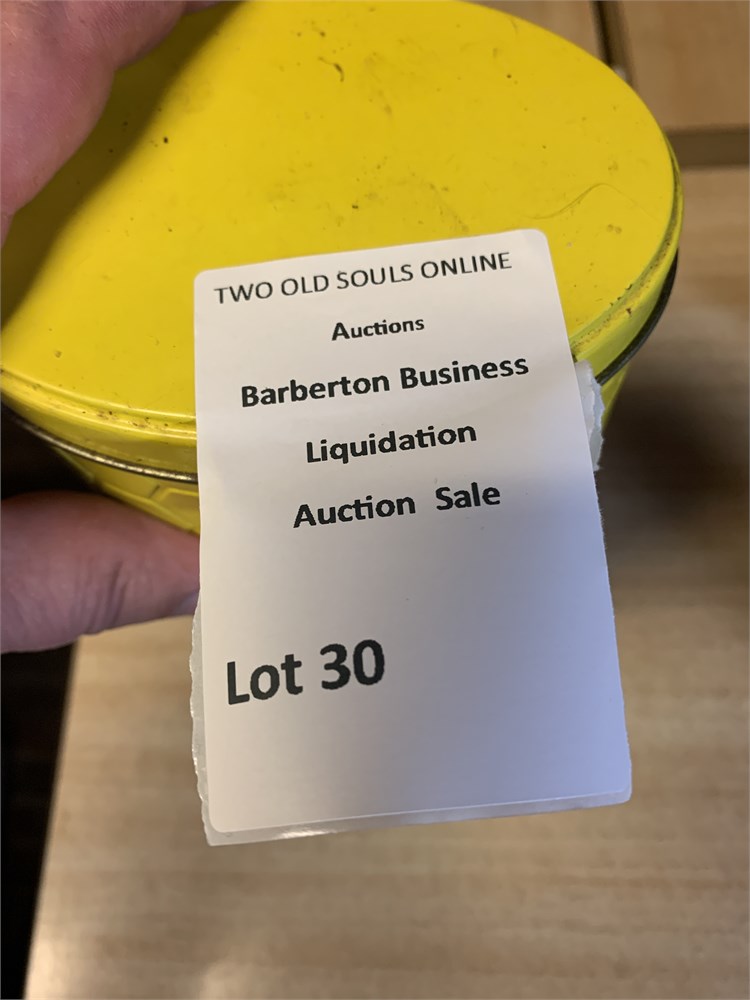 TWO OLD SOULS ONLINE
Auctions
Barberton Business
Liquidation
Auction Sale
Lot 30